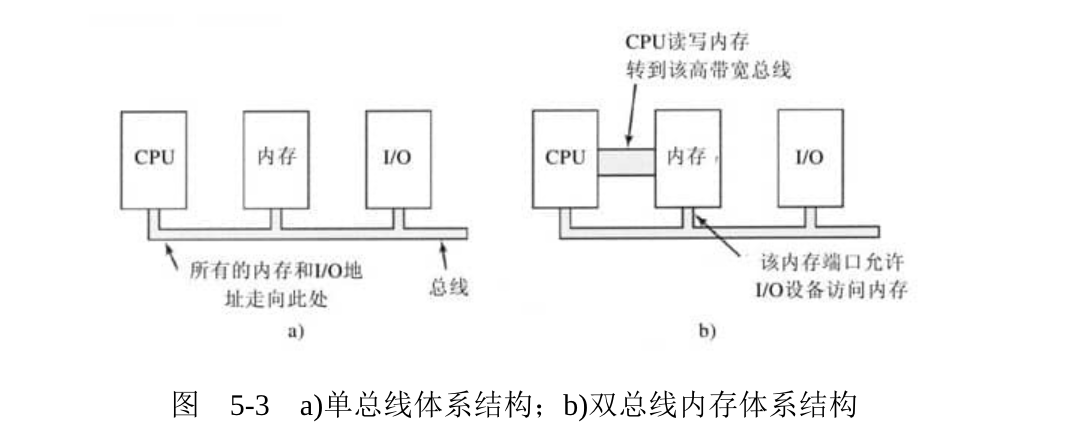 CPU
内存
I/O
所有的内存和I/O地
址走向此处
总线
a)
CPU读写内存
转到该高带宽总线
CPU
内存
I/O
该内存端口允许
I/O设备访问内存
b)
图 5-3 a)单总线体系结构；b)双总线内存体系结构